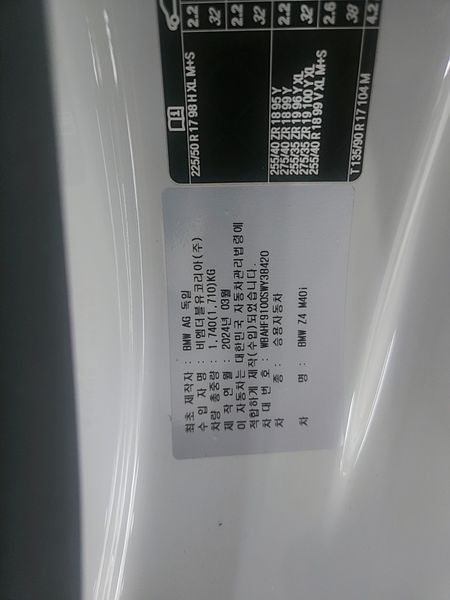 최초 제작자 : BMW AG 독일
수 입 자 명 : 비엠더블유코리아(주)
차량 총중량 : 1,740(1,710)KG
제 작 연 월 : 2024년 03월
이 자동차는 대한민국 자동차관리법령에
적합하게 제작(수입)되었습니다.
차 대 번 호 : WBAHF9100SWY38420
차 종 : 승용자동차
차 명 : BMW Z4 M40i
2.2 32 2.2 32
225/50 R 17 98 H XL M+S
2.2 32 2.6 38
255/40 ZR 18 95 Y
275/40 ZR 18 99 Y
255/35 ZR 19 96 Y XL
275/35 ZR 19 100 Y XL
255/40 R 18 99 V XL M+S
4.2
T 135/90 R 17 104 M